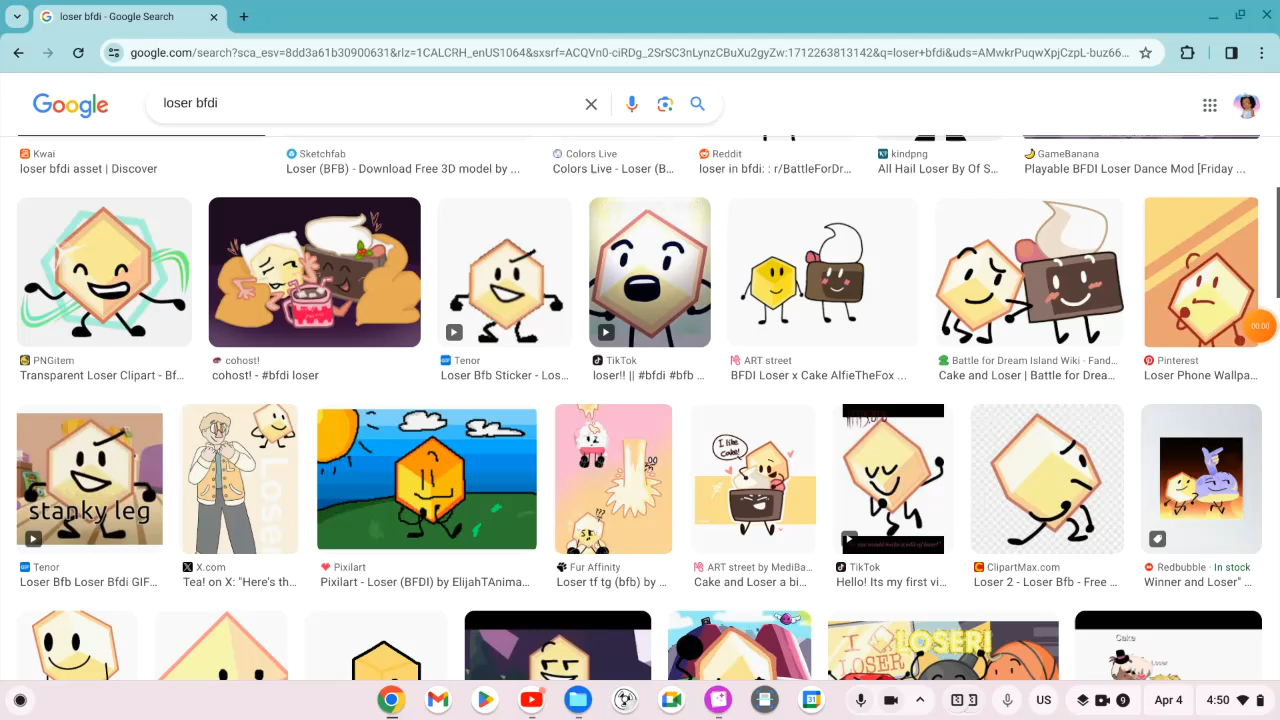 loser bfdi - Google Search
google.com/search?sca_esv=8dd3a61b30900631&rlz=1CALCRH_enUS1064&sxsrf=ACQVn0-ciRDg_2SrSC3nLynzCBuXu2gyZw:1712263813142&q=loser+bfdi&uds=AMwkrPuqwXpjCzpL-buz66...
Google
loser bfdi
Kwai
loser bfdi asset | Discover
Sketchfab
Loser (BFB) - Download Free 3D model by ...
Colors Live
Colors Live - Loser (B...
Reddit
loser in bfdi: : r/BattleForDr...
kindpng
All Hail Loser By Of S...
GameBanana
Playable BFDI Loser Dance Mod [Friday ...
00:00
PNGitem
Transparent Loser Clipart - Bf...
cohost!
cohost! - #bfdi loser
Tenor
Loser Bfb Sticker - Los...
TikTok
loser!! || #bfdi #bfb ...
ART street
BFDI Loser x Cake AlfieTheFox ...
Battle for Dream Island Wiki - Fand...
Cake and Loser | Battle for Drea...
Pinterest
Loser Phone Wallpa...
stanky leg
Loser
I like
Cake!
Tenor
Loser Bfb Loser Bfdi GIF...
X.com
Tea! on X: "Here's th...
Pixilart
Pixilart - Loser (BFDI) by ElijahTAnima...
Fur Affinity
Loser tf tg (bfb) by ...
ART street by MediBa...
Cake and Loser a bi...
TikTok
Hello! Its my first vi...
ClipartMax.com
Loser 2 - Loser Bfb - Free ...
Redbubble · In stock
Winner and Loser" ...
I
LOSER
LOSER!
Cake
Loser
US
9
Apr 4
4:50